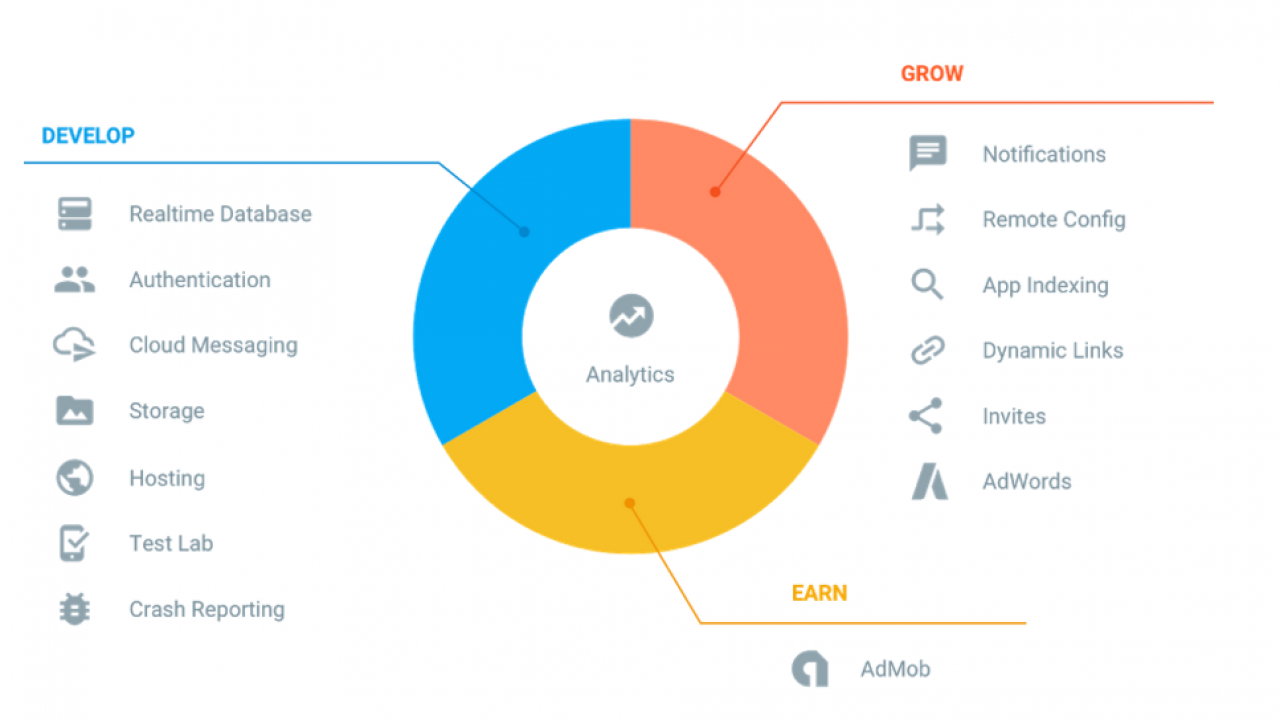 DEVELOP
Realtime Database
Authentication
Cloud Messaging
Storage
Hosting
Test Lab
Crash Reporting
Analytics
GROW
Notifications
Remote Config
App Indexing
Dynamic Links
Invites
AdWords
EARN
AdMob